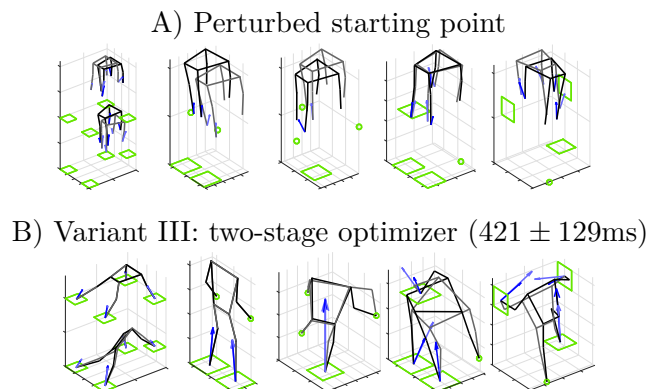 A) Perturbed starting point
B) Variant III: two-stage optimizer (421 ± 129ms)